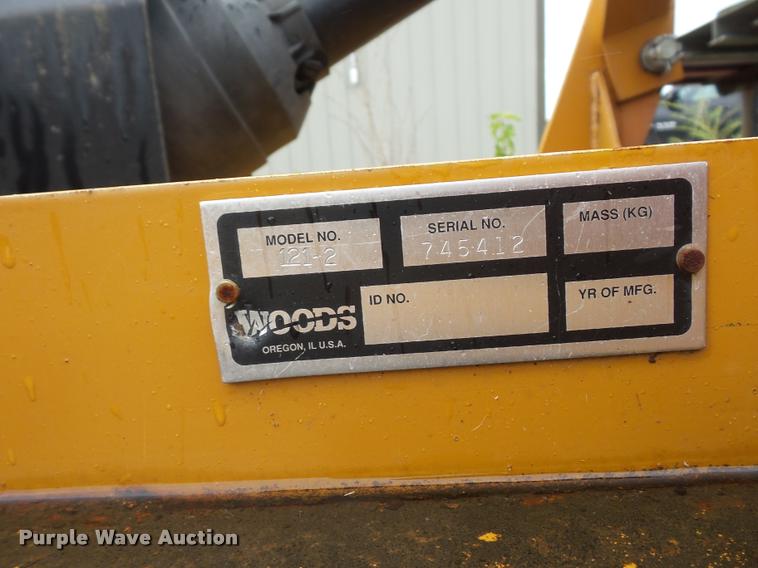 MODEL NO.
121-2
SERIAL NO.
745412
MASS (KG)
WOODS
OREGON, IL U.S.A.
ID NO.
YR OF MFG.
Purple Wave Auction